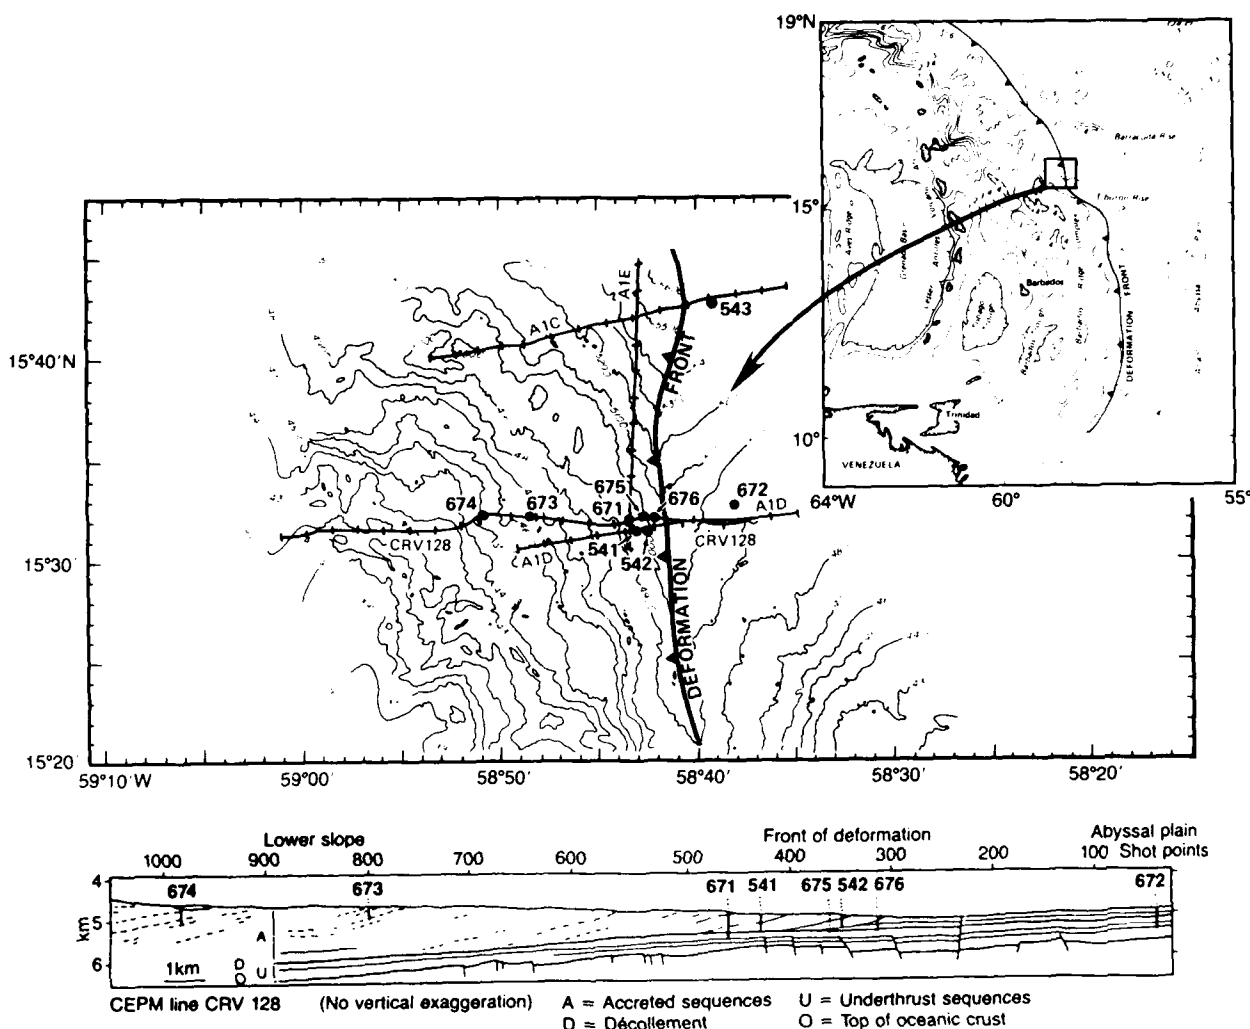 19°N
Barracuda Rise
15°
Tiburon Rise
Aves Ridge
Barbados
Barbados Ridge
DEFORMATION FRONT
10°
Trinidad
VENEZUELA
64°W
60°
55°
A1E
A1C
543
15°40'N
FRONT
675
676
672
674
673
671
A1D
CRV128
CRV128
A1D
541
542
15°30'
DEFORMATION
15°20'
59°10'W
59°00'
58°50'
58°40'
58°30'
58°20'
Lower slope
Front of deformation
Abyssal plain
1000 900 800 700 600 500 400 300 200 100 Shot points
674 673 671 541 675 542 676 672
4
5
6
km
A
D
U
O
1km
CEPM line CRV 128 (No vertical exaggeration) A = Accreted sequences U = Underthrust sequences
D = Décollement O = Top of oceanic crust